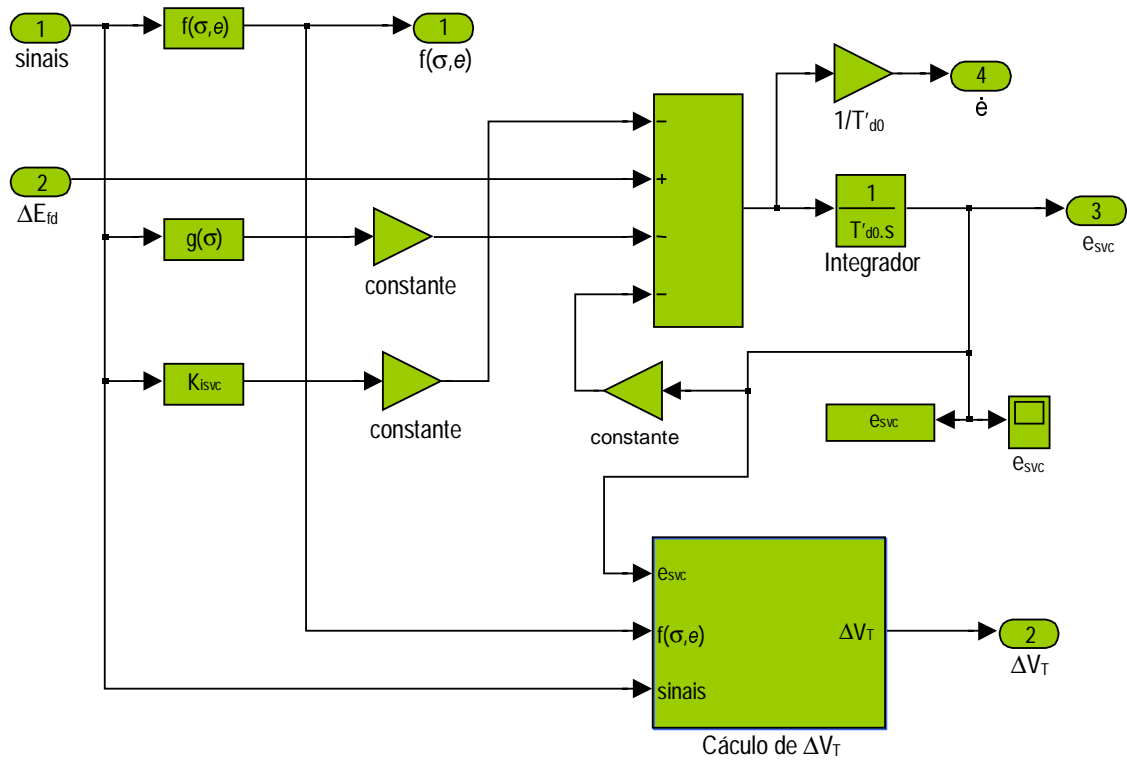 1
sinais
f(σ,e)
1
f(σ,e)
4
ė
1/T'd0
−
+
−
−
2
ΔEfd
g(σ)
constante
1
T'd0.s
Integrador
3
esvc
Kisvc
constante
constante
esvc
esvc
esvc
f(σ,e)
sinais
ΔVT
2
ΔVT
Cáculo de ΔVT